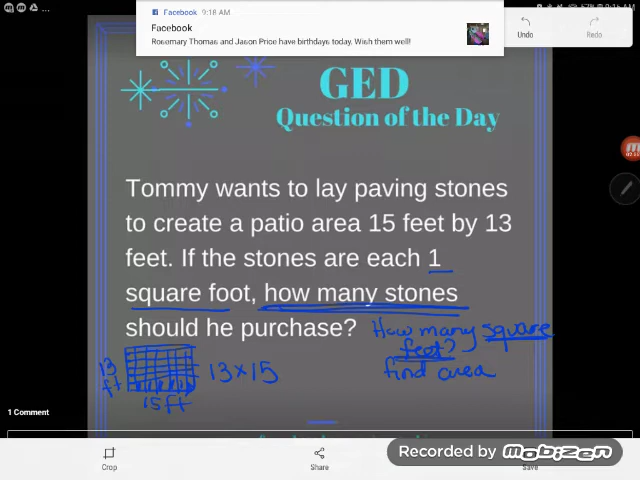 Facebook 9:18 AM
Facebook
Rosemary Thomas and Jason Price have birthdays today. Wish them well!
Undo
Redo
GED
Question of the Day
Tommy wants to lay paving stones
to create a patio area 15 feet by 13
feet. If the stones are each 1
square foot, how many stones
should he purchase?
How many square
feet?
find area
13
ft
13 x 15
15 ft
1 Comment
Crop
Share
Save
Recorded by Mobizen